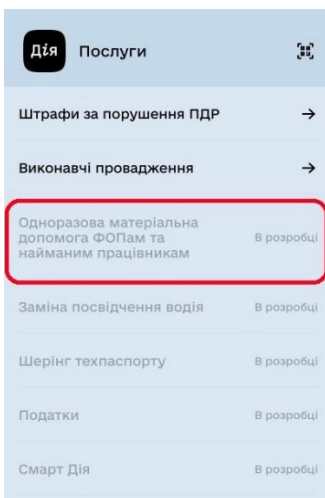 Дія Послуги
Штрафи за порушення ПДР →
Виконавчі провадження →
Одноразова матеріальна
допомога ФОПам та
найманим працівникам
В розробці
Заміна посвідчення водія В розробці
Шерінг техпаспорту В розробці
Податки В розробці
Смарт Дія В розробці